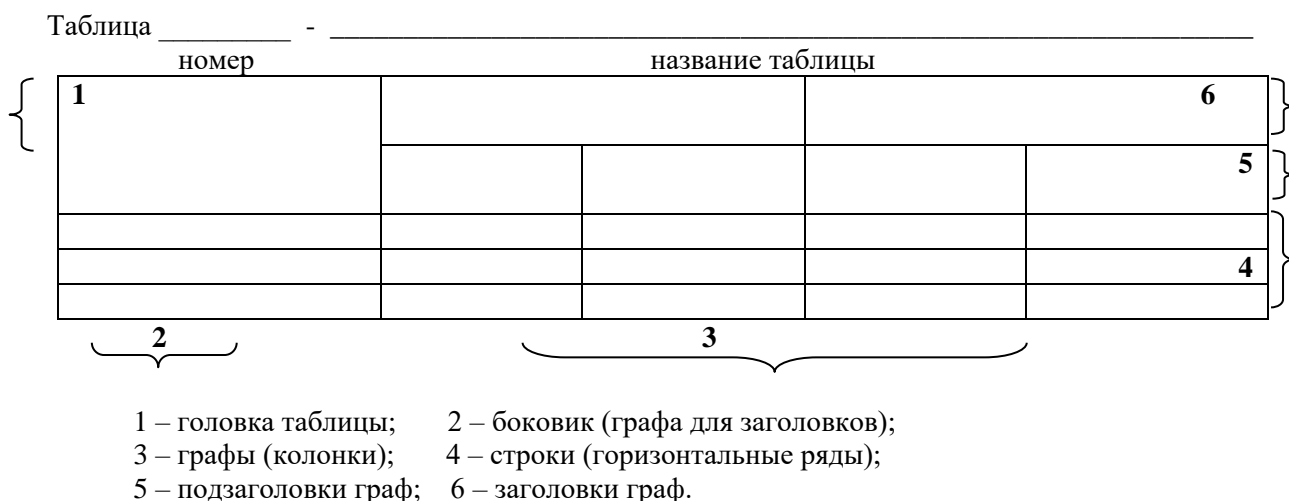 Таблица _________ - _______________________________________________________________
номер название таблицы
1 6
5
4
2 3
1 – головка таблицы; 2 – боковик (графа для заголовков);
3 – графы (колонки); 4 – строки (горизонтальные ряды);
5 – подзаголовки граф; 6 – заголовки граф.